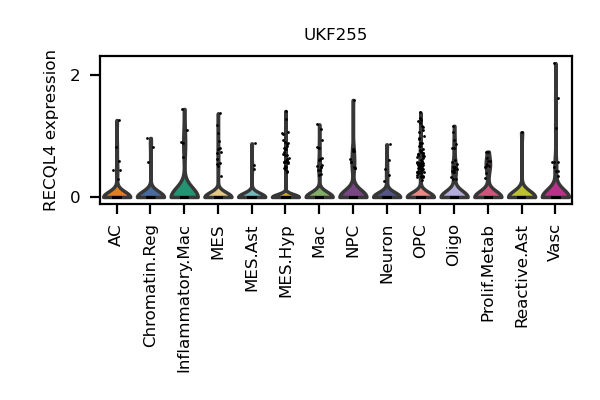 UKF255
RECQL4 expression
2
0
AC
Chromatin.Reg
Inflammatory.Mac
MES
MES.Ast
MES.Hyp
Mac
NPC
Neuron
OPC
Oligo
Prolif.Metab
Reactive.Ast
Vasc